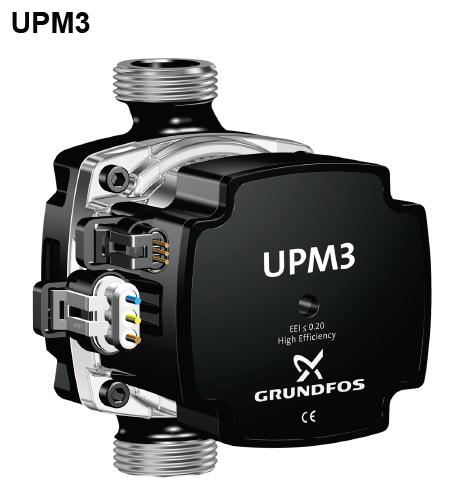 UPM3
UPM3
EEI ≤ 0.20
High Efficiency
GRUNDFOS
CE